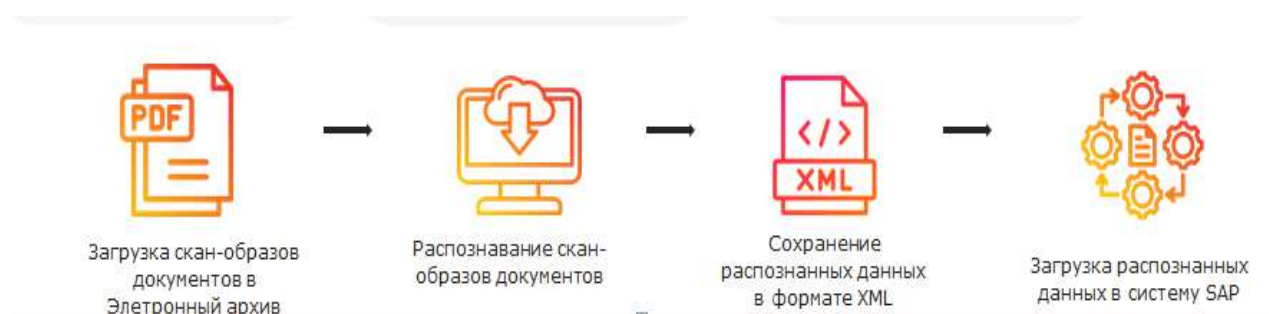 PDF
</>
XML
Загрузка скан-образов
документов в
Элетронный архив
Распознавание скан-
образов документов
Сохранение
распознанных данных
в формате XML
Загрузка распознанных
данных в систему SAP